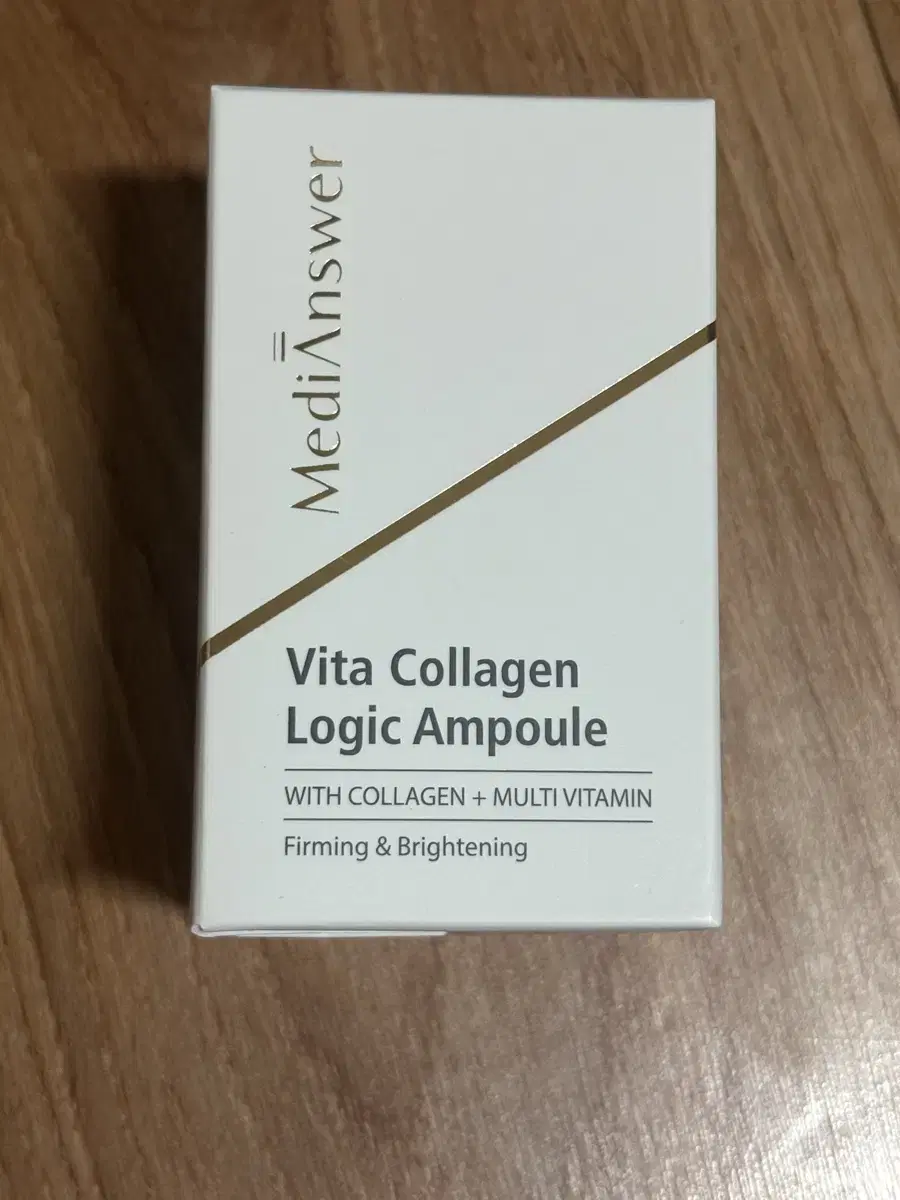 MediAnswer
Vita Collagen
Logic Ampoule
WITH COLLAGEN + MULTI VITAMIN
Firming & Brightening